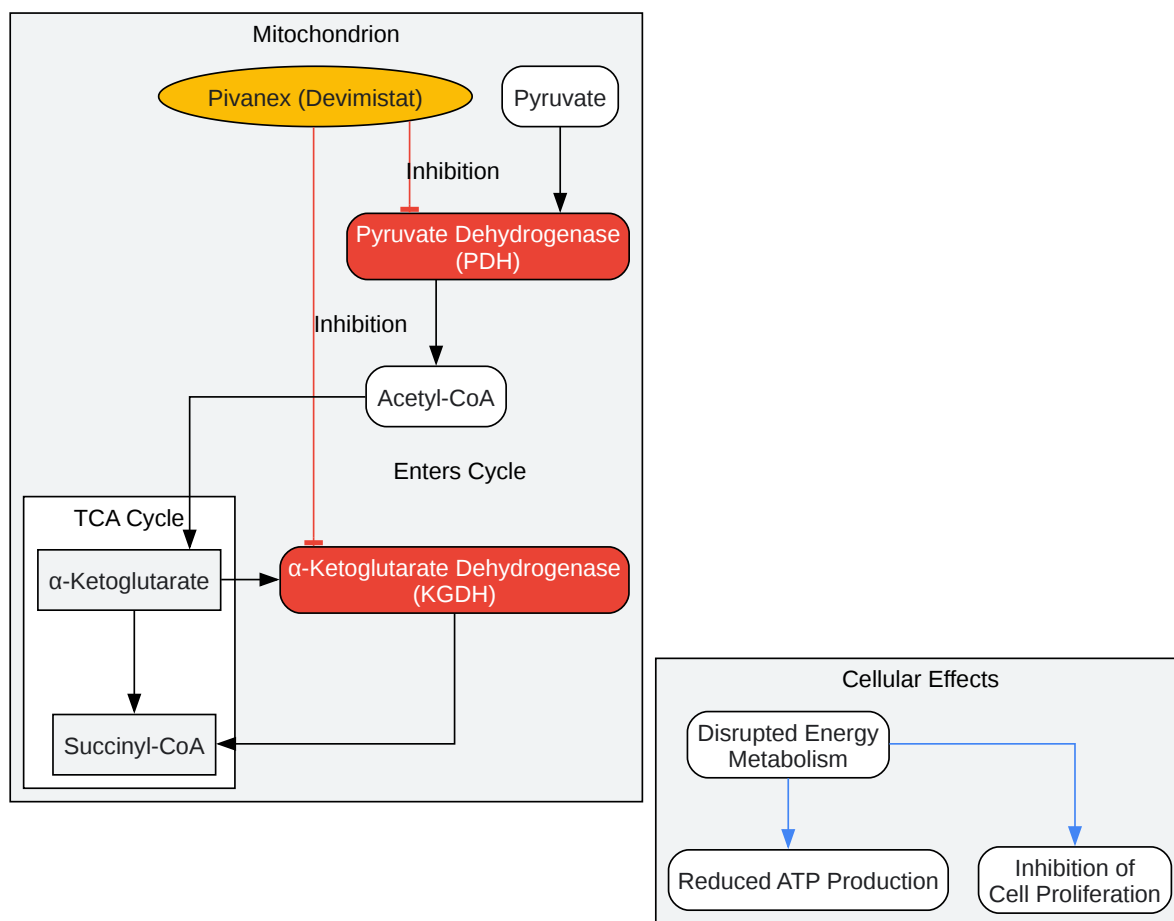 Mitochondrion
Pivanex (Devimistat)
Pyruvate
Inhibition
Pyruvate Dehydrogenase
(PDH)
Inhibition
Acetyl-CoA
Enters Cycle
TCA Cycle
α-Ketoglutarate
α-Ketoglutarate Dehydrogenase
(KGDH)
Succinyl-CoA
Cellular Effects
Disrupted Energy
Metabolism
Reduced ATP Production
Inhibition of
Cell Proliferation